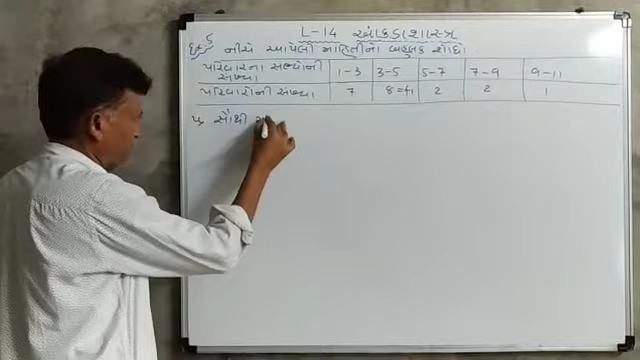 L-14 આંકડાશાસ્ત્ર
નીચે આપેલી માહિતીનો બહુલક શોધો
પરિવારના સભ્યોની સંખ્યા 1-3 3-5 5-7 7-9 9-11
પરિવારોની સંખ્યા 7 8=f1 2 2 1
સૌથી